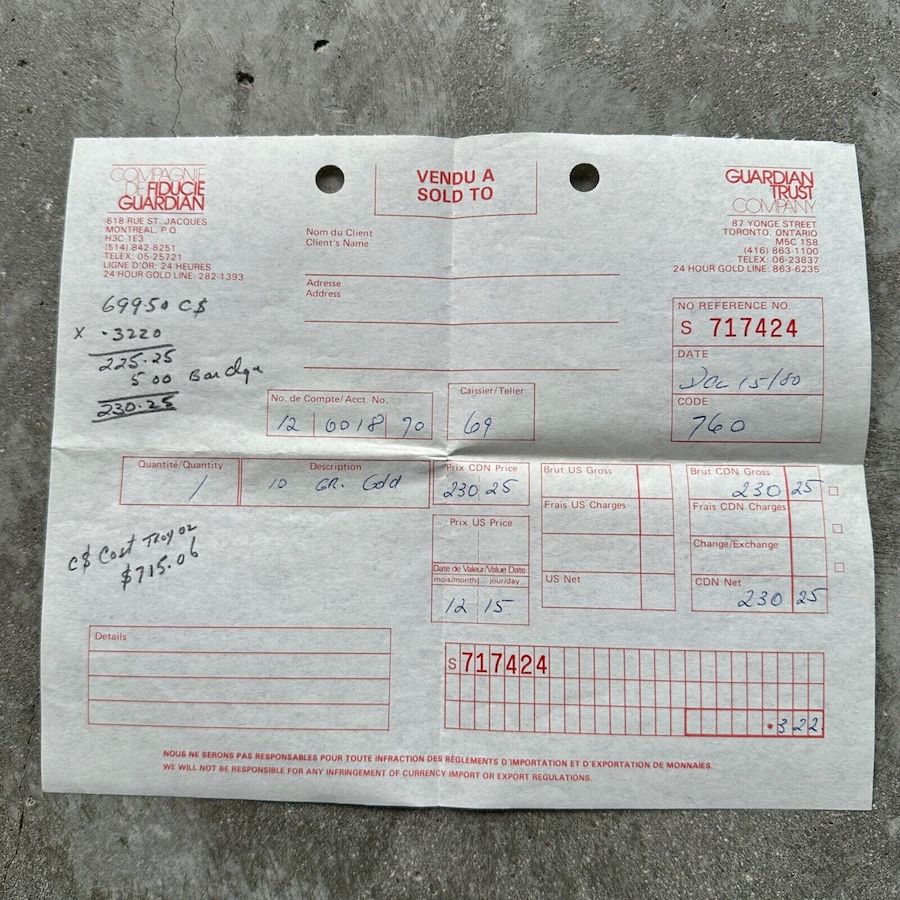 COMPAGNIE
DE FIDUCIE
GUARDIAN
618 RUE ST. JACQUES
MONTREAL, P.Q.
H3C 1E3
(514) 842-8251
TELEX: 05-25721
LIGNE D'OR: 24 HEURES
24 HOUR GOLD LINE: 282-1393
VENDU A
SOLD TO
GUARDIAN
TRUST
COMPANY
87 YONGE STREET
TORONTO, ONTARIO
M5C 1S8
(416) 863-1100
TELEX: 06-23837
24 HOUR GOLD LINE: 863-6235
Nom du Client
Client's Name
Adresse
Address
NO REFERENCE NO.
S 717424
DATE
Dec 15/80
CODE
760
699.50 C$
X .3220
225.25
5.00 Bar chge
230.25
No. de Compte/Acct. No.
12 0018 70
Caissier/Teller
69
Quantité/Quantity
1
Description
10 GR. Gold
Prix CDN Price
230 25
Brut US Gross
Brut CDN Gross
230 25
Frais US Charges
Frais CDN Charges
Prix US Price
Change/Exchange
Date de Valeur/Value Date
mois/month jour/day
12 15
US Net
CDN Net
230 25
C$ Cost Troy oz
$715.06
Details
S 717424
.322
NOUS NE SERONS PAS RESPONSABLES POUR TOUTE INFRACTION DES RÈGLEMENTS D'IMPORTATION ET D'EXPORTATION DE MONNAIES.
WE WILL NOT BE RESPONSIBLE FOR ANY INFRINGEMENT OF CURRENCY IMPORT OR EXPORT REGULATIONS.